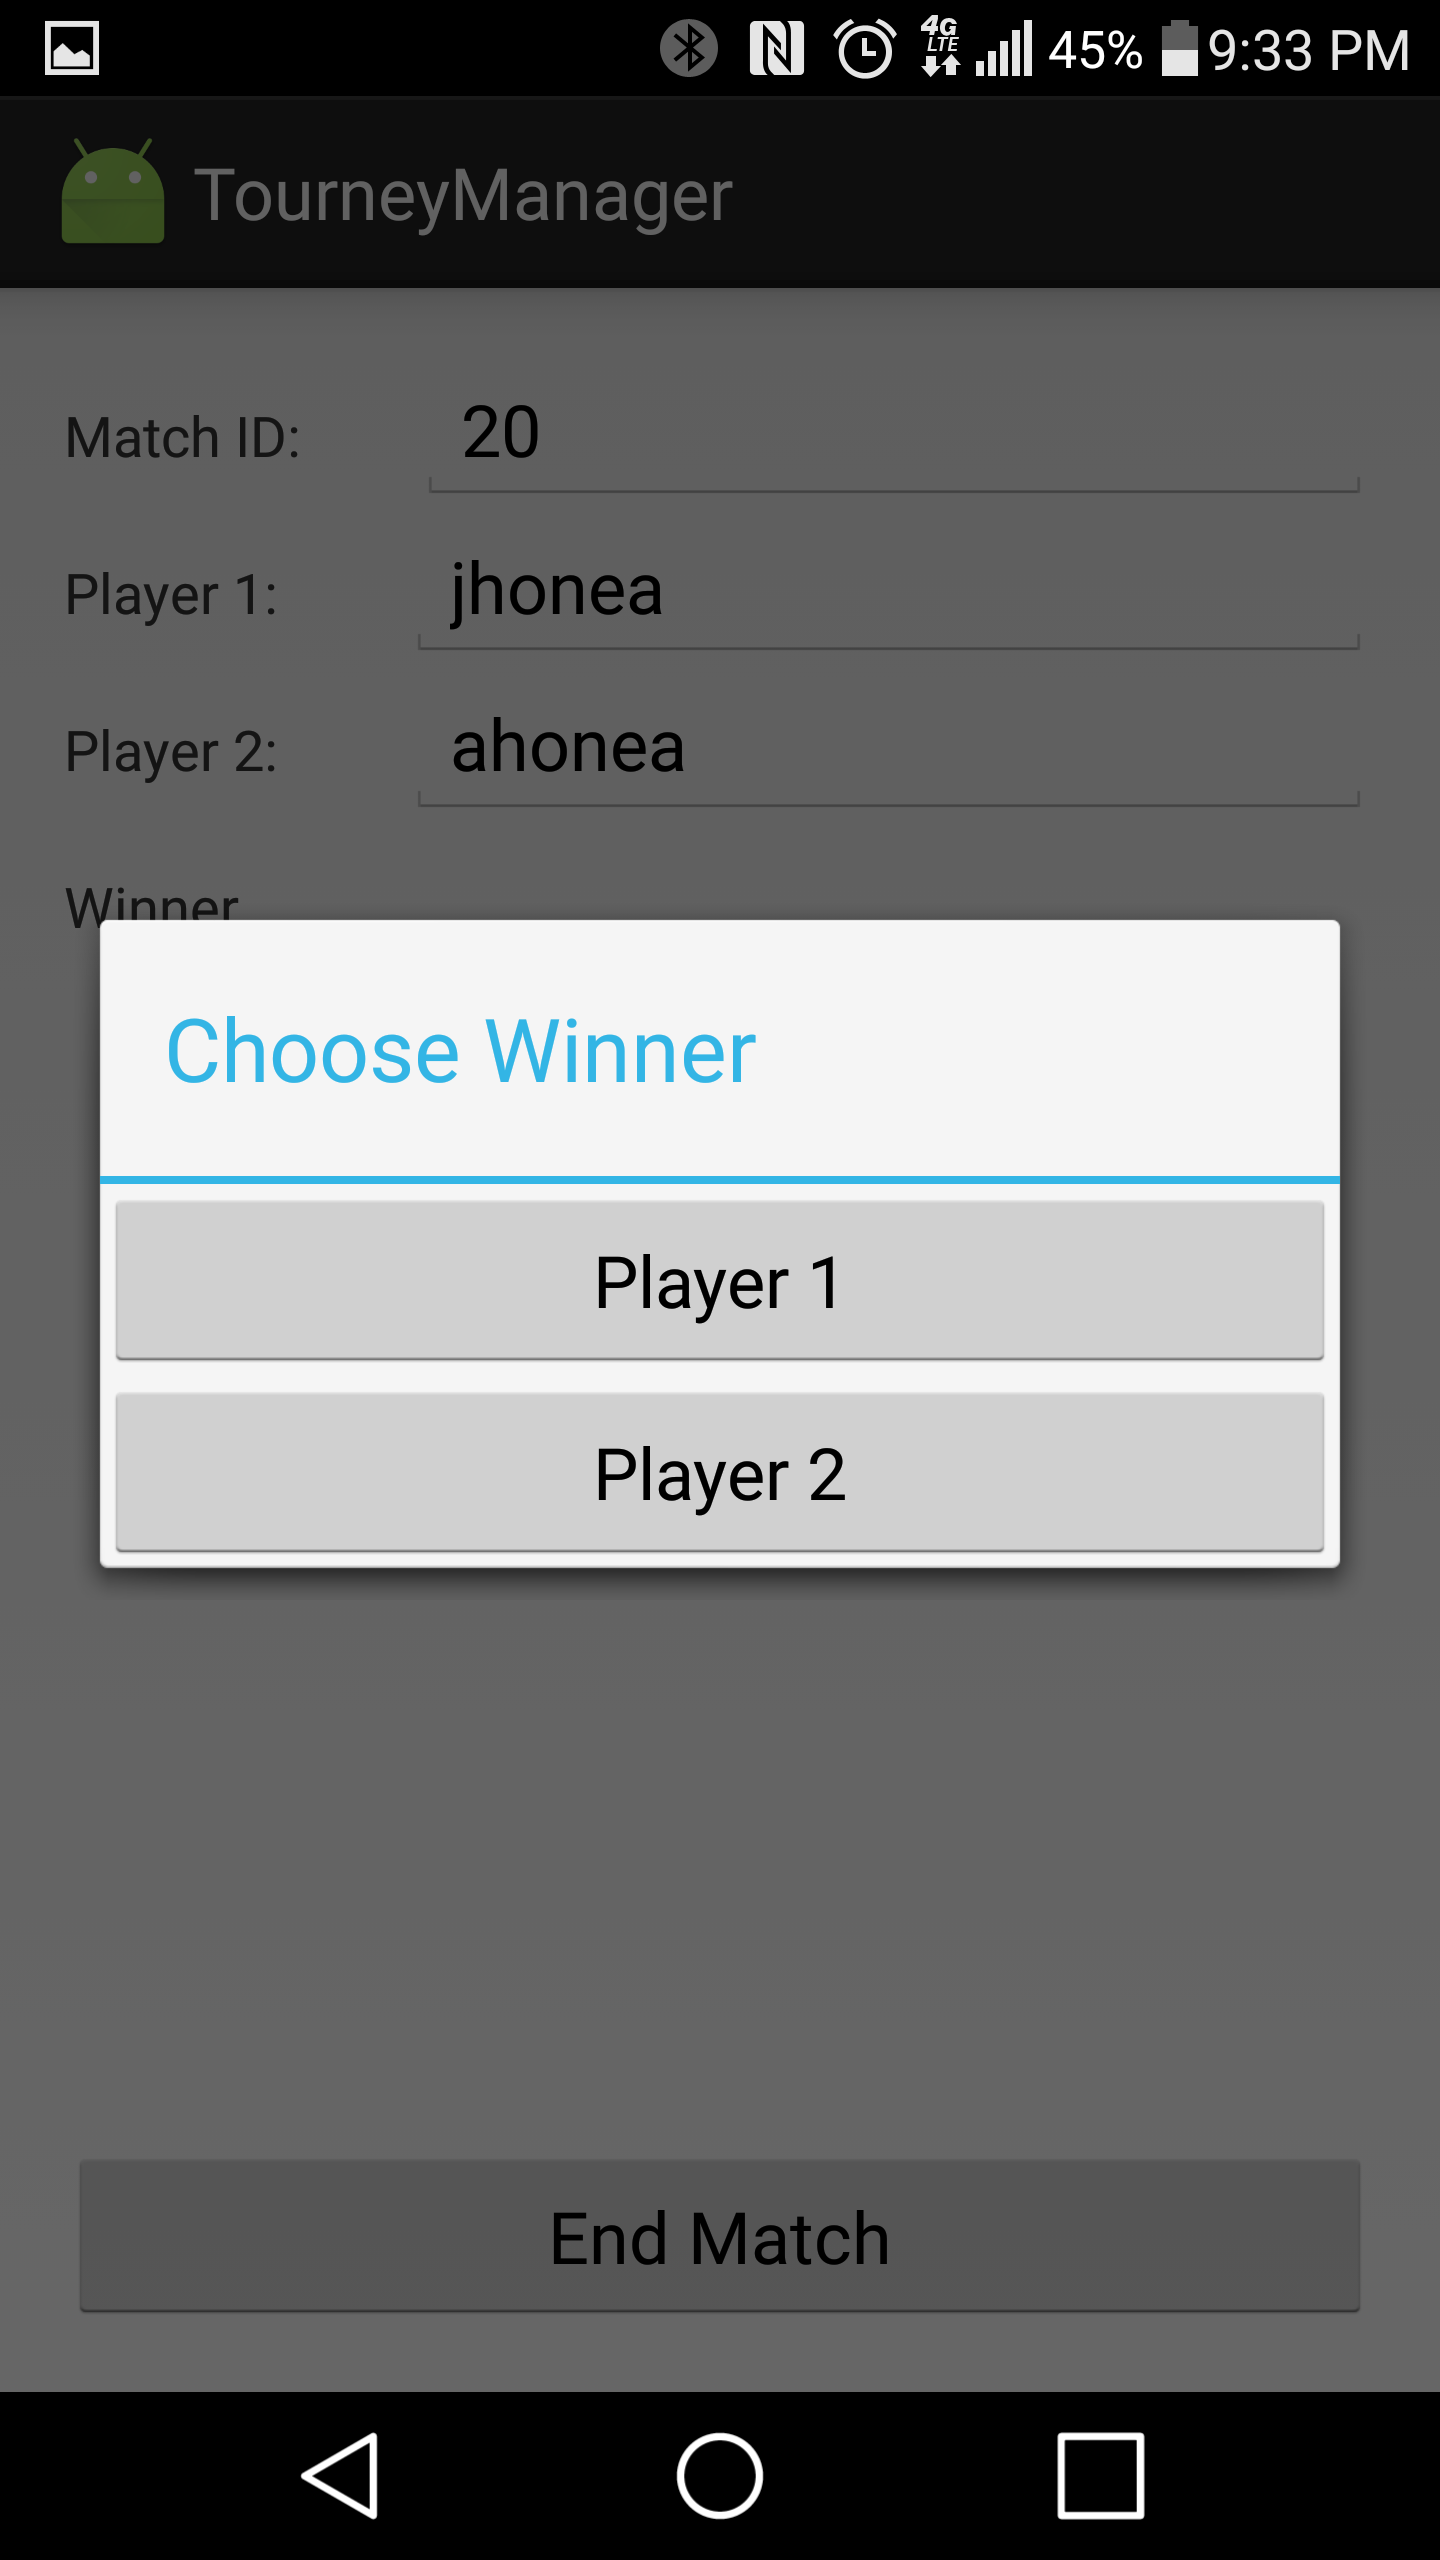 4G LTE 45% 9:33 PM
TourneyManager
Match ID: 20
Player 1: jhonea
Player 2: ahonea
Winner
Choose Winner
Player 1
Player 2
End Match